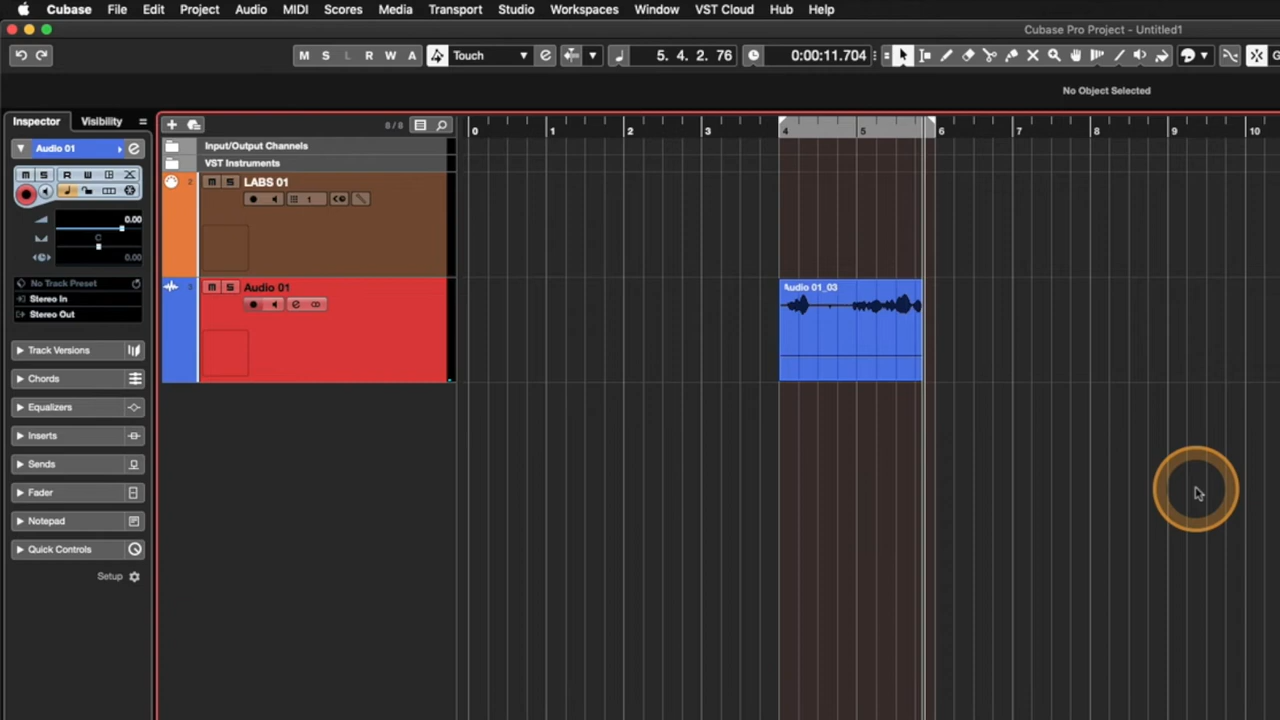 Cubase File Edit Project Audio MIDI Scores Media Transport Studio Workspaces Window VST Cloud Hub Help
Cubase Pro Project - Untitled1
M S L R W A Touch 5. 4. 2. 76 0:00:11.704
No Object Selected
Inspector Visibility
8/8
0 1 2 3 4 5 6 7 8 9 10
Audio 01
Input/Output Channels
VST Instruments
M S R W
2 M S LABS 01
1
0.00
C
0.00
No Track Preset
Stereo In
Stereo Out
3 M S Audio 01
Audio 01_03
Track Versions
Chords
Equalizers
Inserts
Sends
Fader
Notepad
Quick Controls
Setup